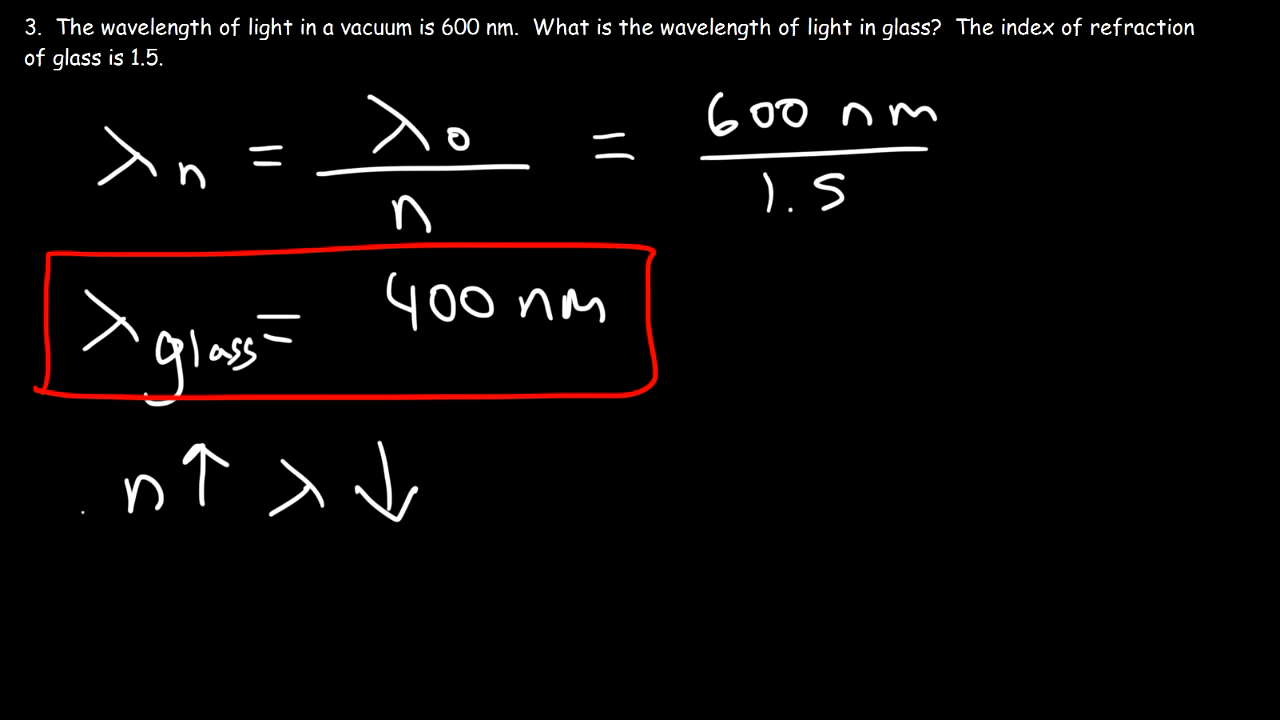 3. The wavelength of light in a vacuum is 600 nm. What is the wavelength of light in glass? The index of refraction
of glass is 1.5.
λn = λ0/n = 600 nm/1.5
λglass = 400 nm
n↑ λ↓